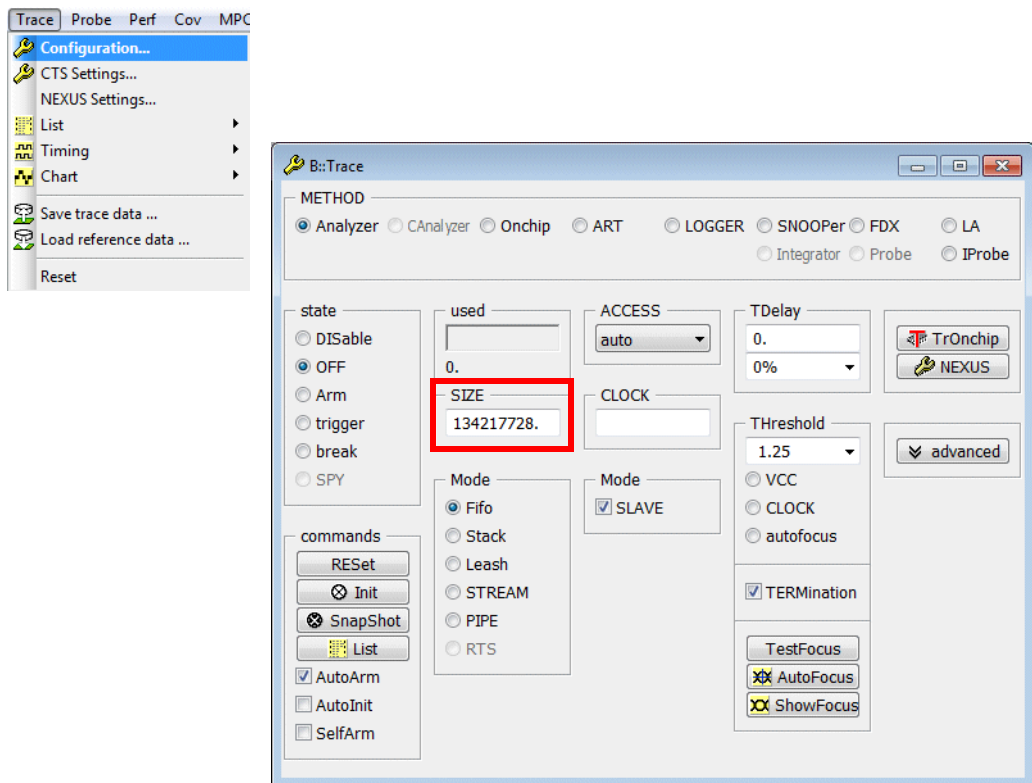 Trace Probe Perf Cov MPC
Configuration...
CTS Settings...
NEXUS Settings...
List
Timing
Chart
Save trace data ...
Load reference data ...
Reset
B::Trace
METHOD
Analyzer CAnalyzer Onchip ART LOGGER SNOOPer FDX LA
Integrator Probe IProbe
state
DISable
OFF
Arm
trigger
break
SPY
commands
RESet
Init
SnapShot
List
AutoArm
AutoInit
SelfArm
used
0.
SIZE
134217728.
Mode
Fifo
Stack
Leash
STREAM
PIPE
RTS
ACCESS
auto
CLOCK
Mode
SLAVE
TDelay
0.
0%
THreshold
1.25
VCC
CLOCK
autofocus
TERMination
TestFocus
AutoFocus
ShowFocus
TrOnchip
NEXUS
advanced